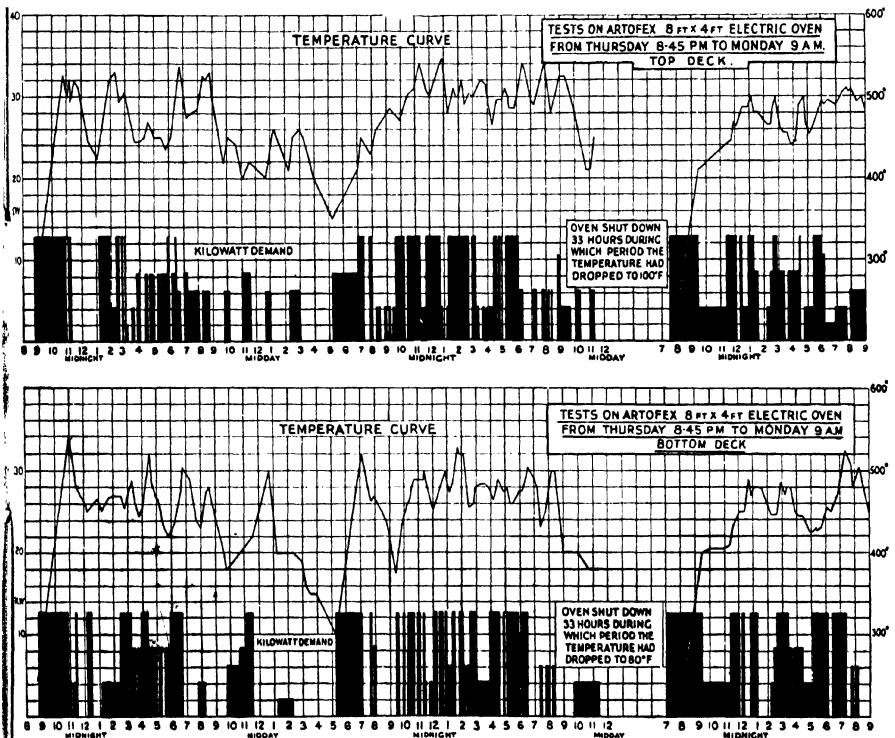 40
600°
TEMPERATURE CURVE
TESTS ON ARTOFEX 8 FT X 4 FT ELECTRIC OVEN
FROM THURSDAY 8-45 PM TO MONDAY 9 A.M.
TOP DECK.
30
500°
20
400°
KILOWATT DEMAND
OVEN SHUT DOWN
33 HOURS DURING
WHICH PERIOD THE
TEMPERATURE HAD
DROPPED TO 100°F
10
300°
8 9 10 11 12 1 2 3 4 5 6 7 8 9 10 11 12 1 2 3 4 5 6 7 8 9 10 11 12 1 2 3 4 5 6 7 8 9 10 11 12 7 8 9 10 11 12 1 2 3 4 5 6 7 8 9
MIDNIGHT MIDDAY MIDNIGHT MIDDAY MIDNIGHT
600°
TEMPERATURE CURVE
TESTS ON ARTOFEX 8 FT X 4 FT ELECTRIC OVEN
FROM THURSDAY 8-45 PM TO MONDAY 9 AM
BOTTOM DECK
30
500°
20
400°
KILOWATT DEMAND
OVEN SHUT DOWN
33 HOURS DURING
WHICH PERIOD THE
TEMPERATURE HAD
DROPPED TO 80°F
10
300°
8 9 10 11 12 1 2 3 4 5 6 7 8 9 10 11 12 1 2 3 4 5 6 7 8 9 10 11 12 1 2 3 4 5 6 7 8 9 10 11 12 7 8 9 10 11 12 1 2 3 4 5 6 7 8 9
MIDNIGHT MIDDAY MIDNIGHT MIDDAY MIDNIGHT